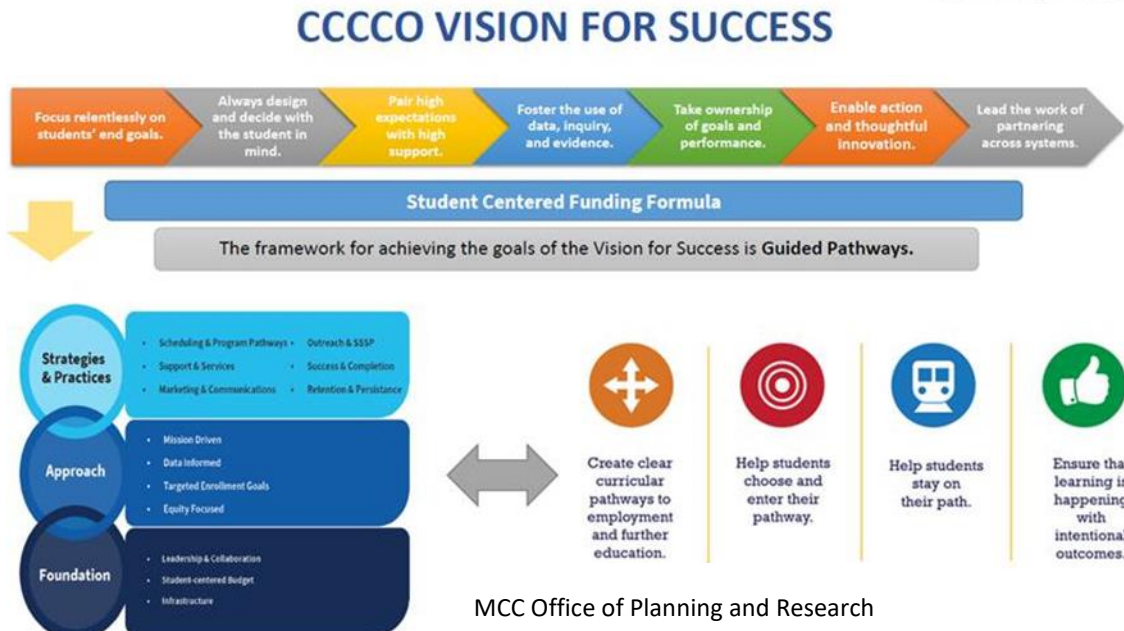 CCCCO VISION FOR SUCCESS
Focus relentlessly on
students' end goals.
Always design
and decide with
the student in
mind.
Pair high
expectations
with high
support.
Foster the use of
data, inquiry,
and evidence.
Take ownership
of goals and
performance.
Enable action
and thoughtful
innovation.
Lead the work of
partnering
across systems.
Student Centered Funding Formula
The framework for achieving the goals of the Vision for Success is Guided Pathways.
Strategies
& Practices
• Scheduling & Program Pathways
• Support & Services
• Marketing & Communications
• Outreach & SSSP
• Success & Completion
• Retention & Persistance
Approach
• Mission Driven
• Data Informed
• Targeted Enrollment Goals
• Equity Focused
Foundation
• Leadership & Collaboration
• Student-centered Budget
• Infrastructure
Create clear
curricular
pathways to
employment
and further
education.
Help students
choose and
enter their
pathway.
Help students
stay on
their path.
Ensure tha
learning is
happening
with
intentional
outcomes.
MCC Office of Planning and Research